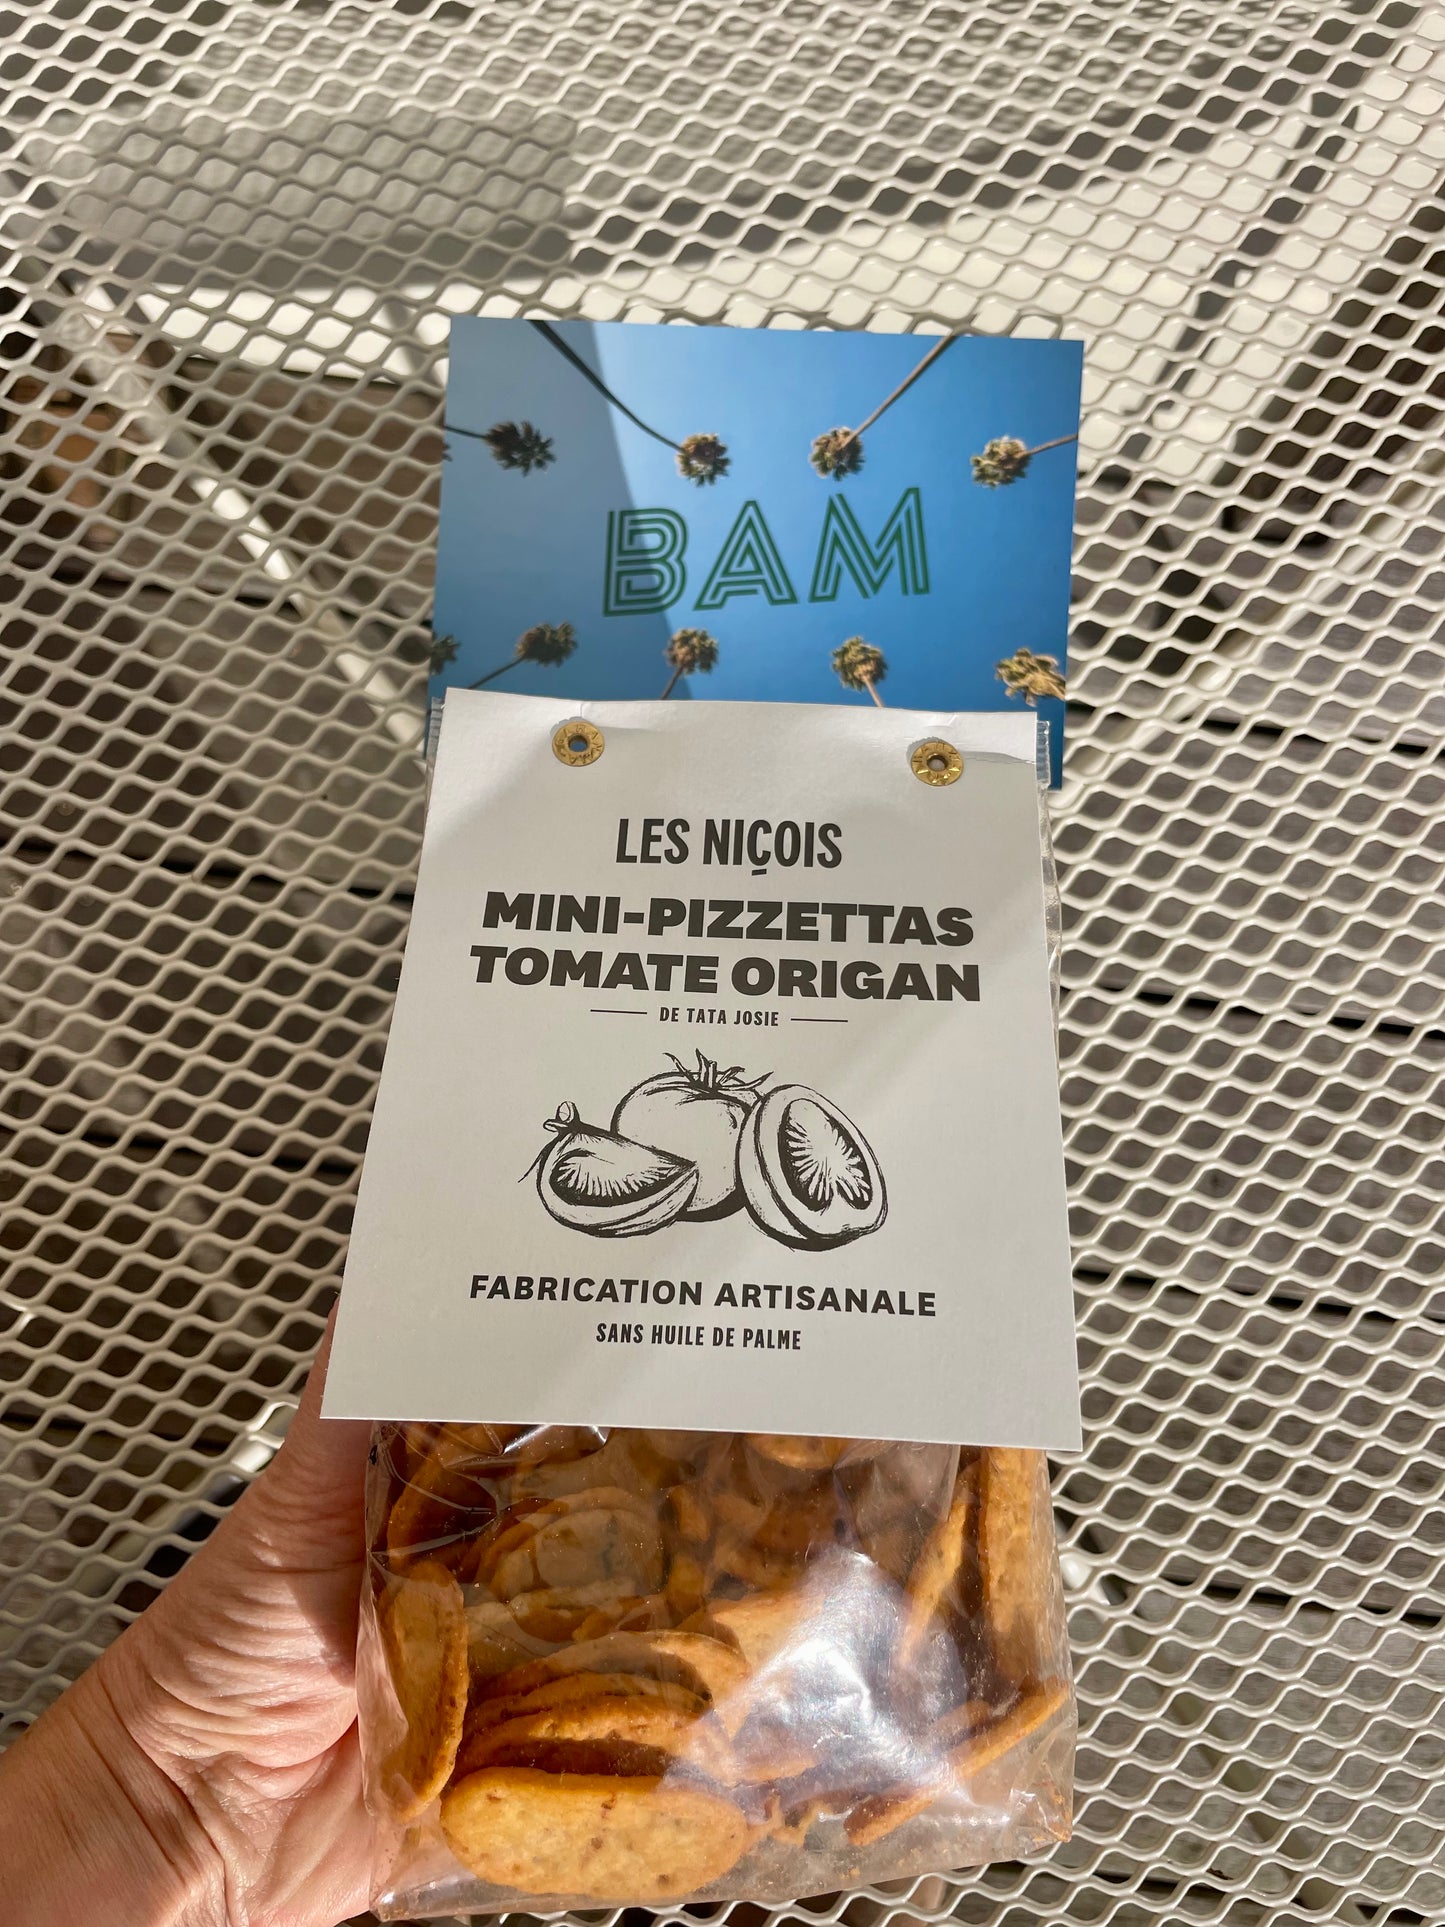 BAM
LES NIÇOIS
MINI-PIZZETTAS
TOMATE ORIGAN
DE TATA JOSIE
FABRICATION ARTISANALE
SANS HUILE DE PALME